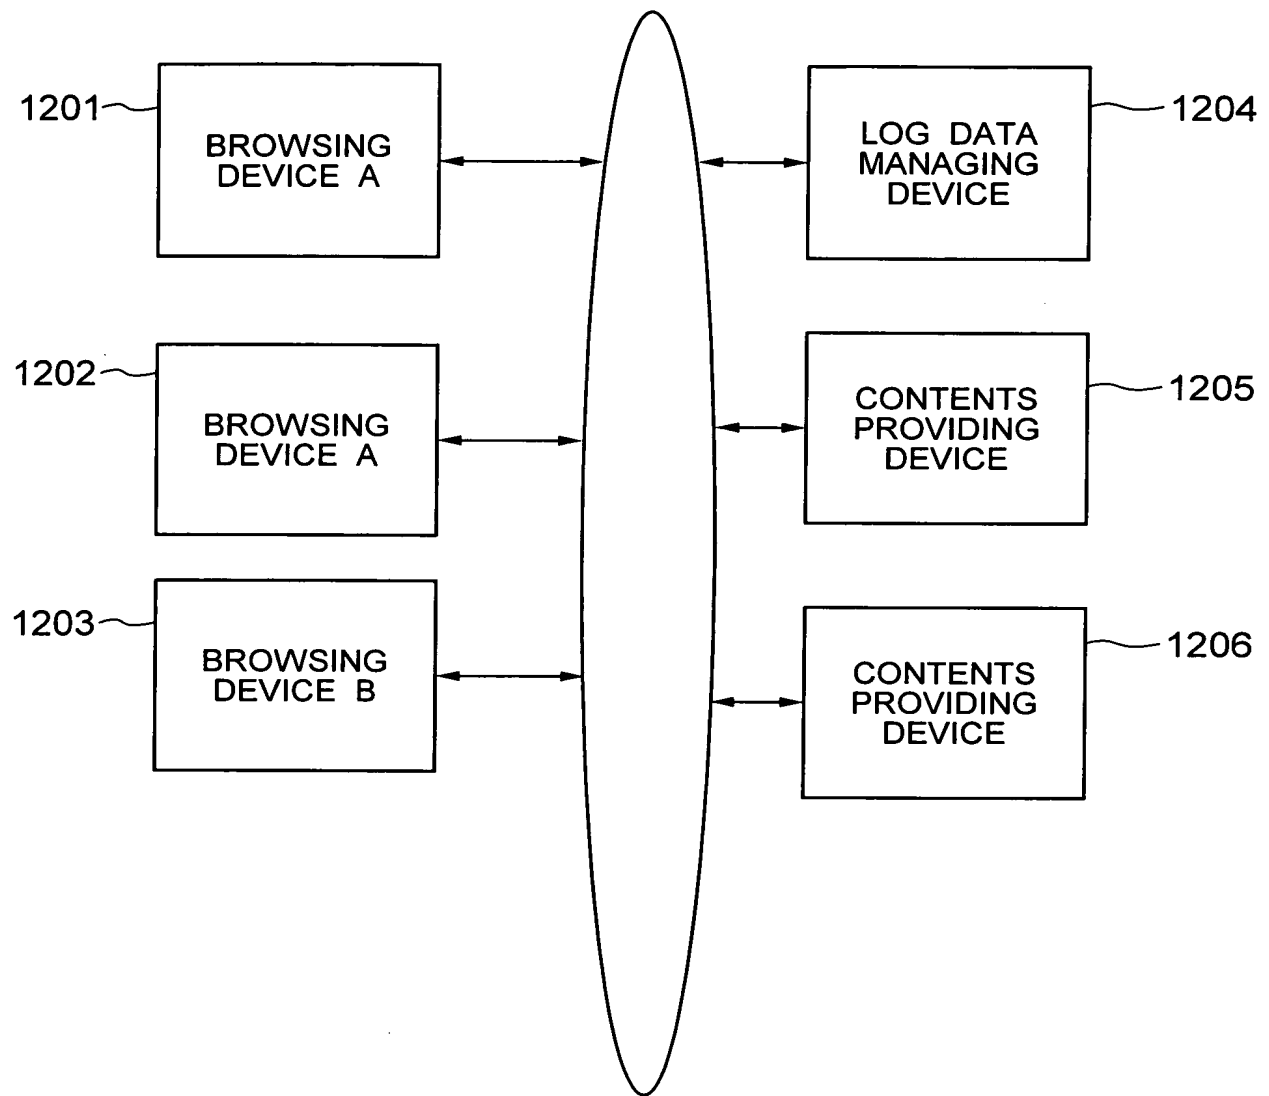 1201
BROWSING
DEVICE A
1202
BROWSING
DEVICE A
1203
BROWSING
DEVICE B
LOG DATA
MANAGING
DEVICE
1204
CONTENTS
PROVIDING
DEVICE
1205
CONTENTS
PROVIDING
DEVICE
1206